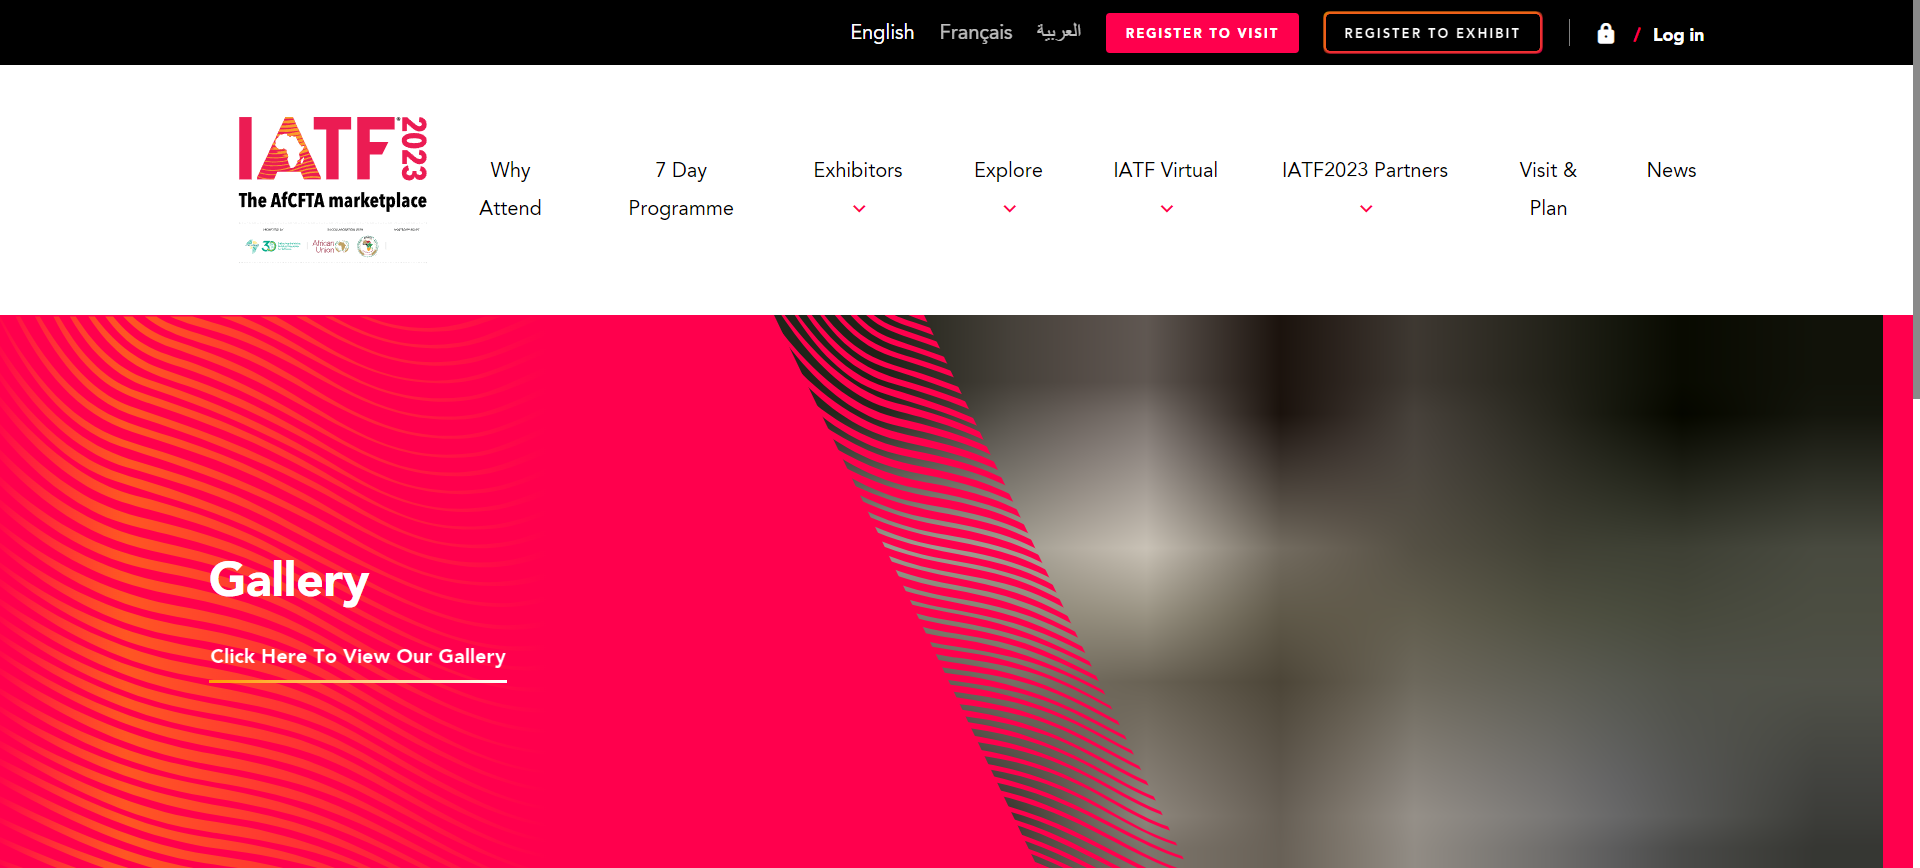 English Français العربية REGISTER TO VISIT REGISTER TO EXHIBIT / Log in
IATF 2023
The AfCFTA marketplace
African
Union
Why
Attend
7 Day
Programme
Exhibitors
Explore
IATF Virtual
IATF2023 Partners
Visit &
Plan
News
Gallery
Click Here To View Our Gallery